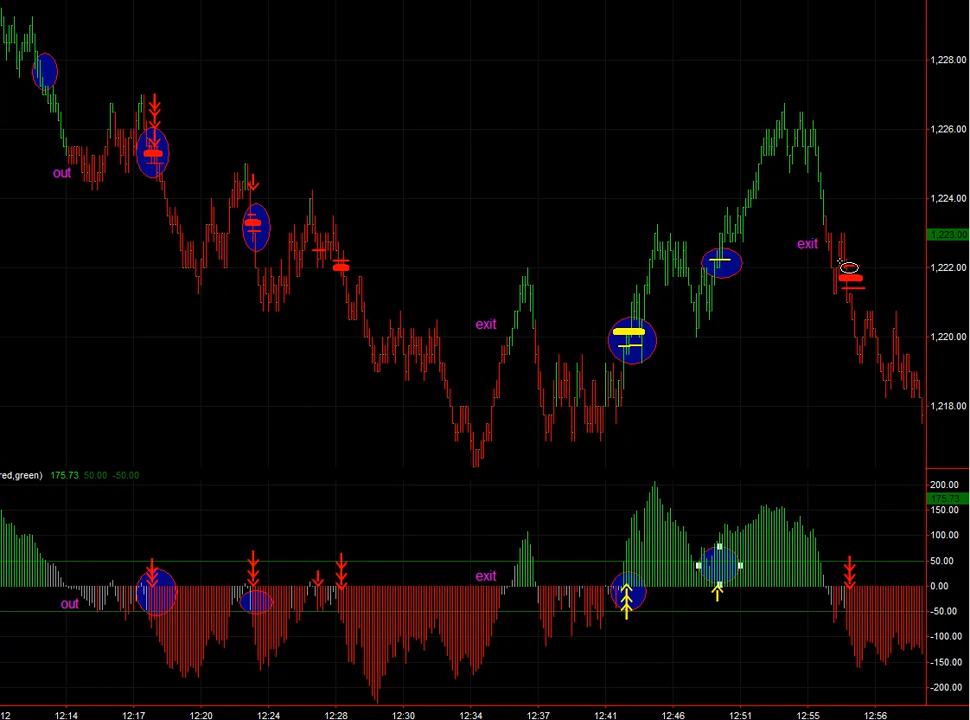 1,228.00
1,226.00
out
1,224.00
exit
1,223.00
1,222.00
exit
1,220.00
1,218.00
red,green) 175.73 50.00 -50.00
200.00
175.73
150.00
100.00
50.00
exit
0.00
out
-50.00
-100.00
-150.00
-200.00
12 12:14 12:17 12:20 12:24 12:28 12:30 12:34 12:37 12:41 12:46 12:51 12:55 12:56